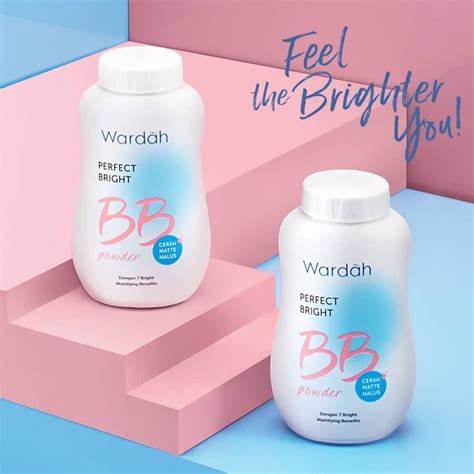 Feel
the Brighter
You!
Wardah
PERFECT
BRIGHT
BB
powder
CERAH
MATTE
HALUS
Dengan 7 Bright
Mattifying Benefits
Wardah
PERFECT
BRIGHT
BB
powder
CERAH
MATTE
HALUS
Dengan 7 Bright
Mattifying Benefits